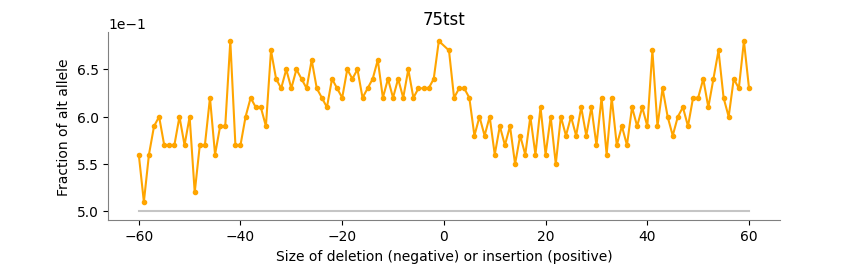 75tst
1e−1
Fraction of alt allele
6.5
6.0
5.5
5.0
−60 −40 −20 0 20 40 60
Size of deletion (negative) or insertion (positive)